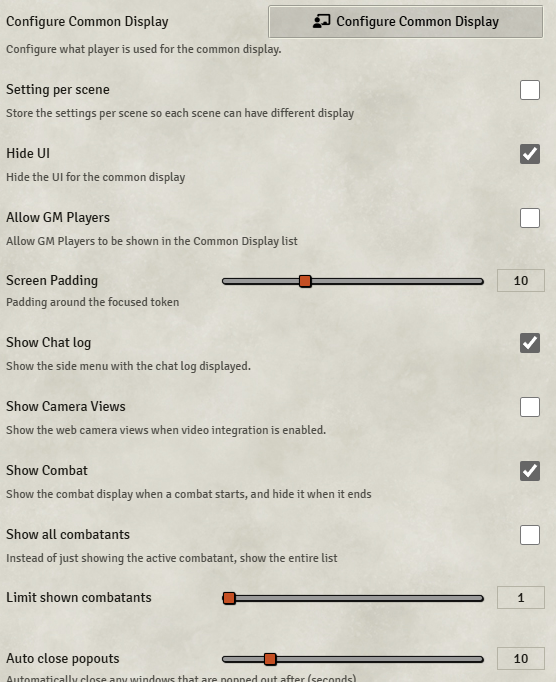 Configure Common Display
Configure Common Display
Configure what player is used for the common display.
Setting per scene
Store the settings per scene so each scene can have different display
Hide UI
Hide the UI for the common display
Allow GM Players
Allow GM Players to be shown in the Common Display list
Screen Padding
10
Padding around the focused token
Show Chat log
Show the side menu with the chat log displayed.
Show Camera Views
Show the web camera views when video integration is enabled.
Show Combat
Show the combat display when a combat starts, and hide it when it ends
Show all combatants
Instead of just showing the active combatant, show the entire list
Limit shown combatants
1
Auto close popouts
10
Automatically close any windows that are popped out after (seconds)